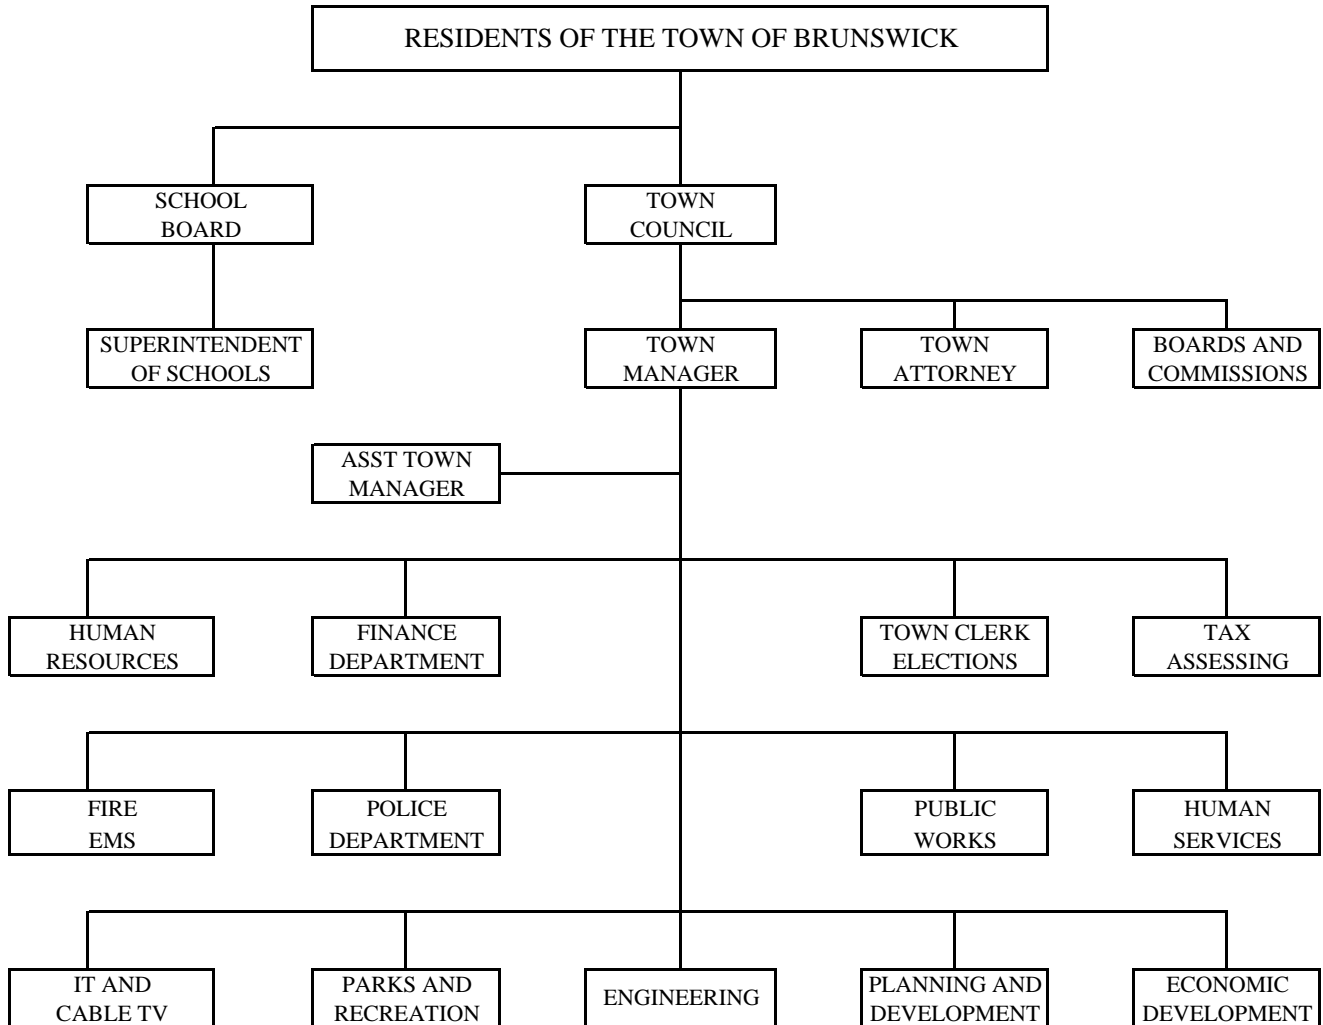 RESIDENTS OF THE TOWN OF BRUNSWICK
SCHOOL
BOARD
TOWN
COUNCIL
SUPERINTENDENT
OF SCHOOLS
TOWN
MANAGER
TOWN
ATTORNEY
BOARDS AND
COMMISSIONS
ASST TOWN
MANAGER
HUMAN
RESOURCES
FINANCE
DEPARTMENT
TOWN CLERK
ELECTIONS
TAX
ASSESSING
FIRE
EMS
POLICE
DEPARTMENT
PUBLIC
WORKS
HUMAN
SERVICES
IT AND
CABLE TV
PARKS AND
RECREATION
ENGINEERING
PLANNING AND
DEVELOPMENT
ECONOMIC
DEVELOPMENT